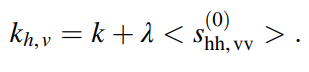 k_{h,v} = k + λ < s^{(0)}_{hh, vv} > .